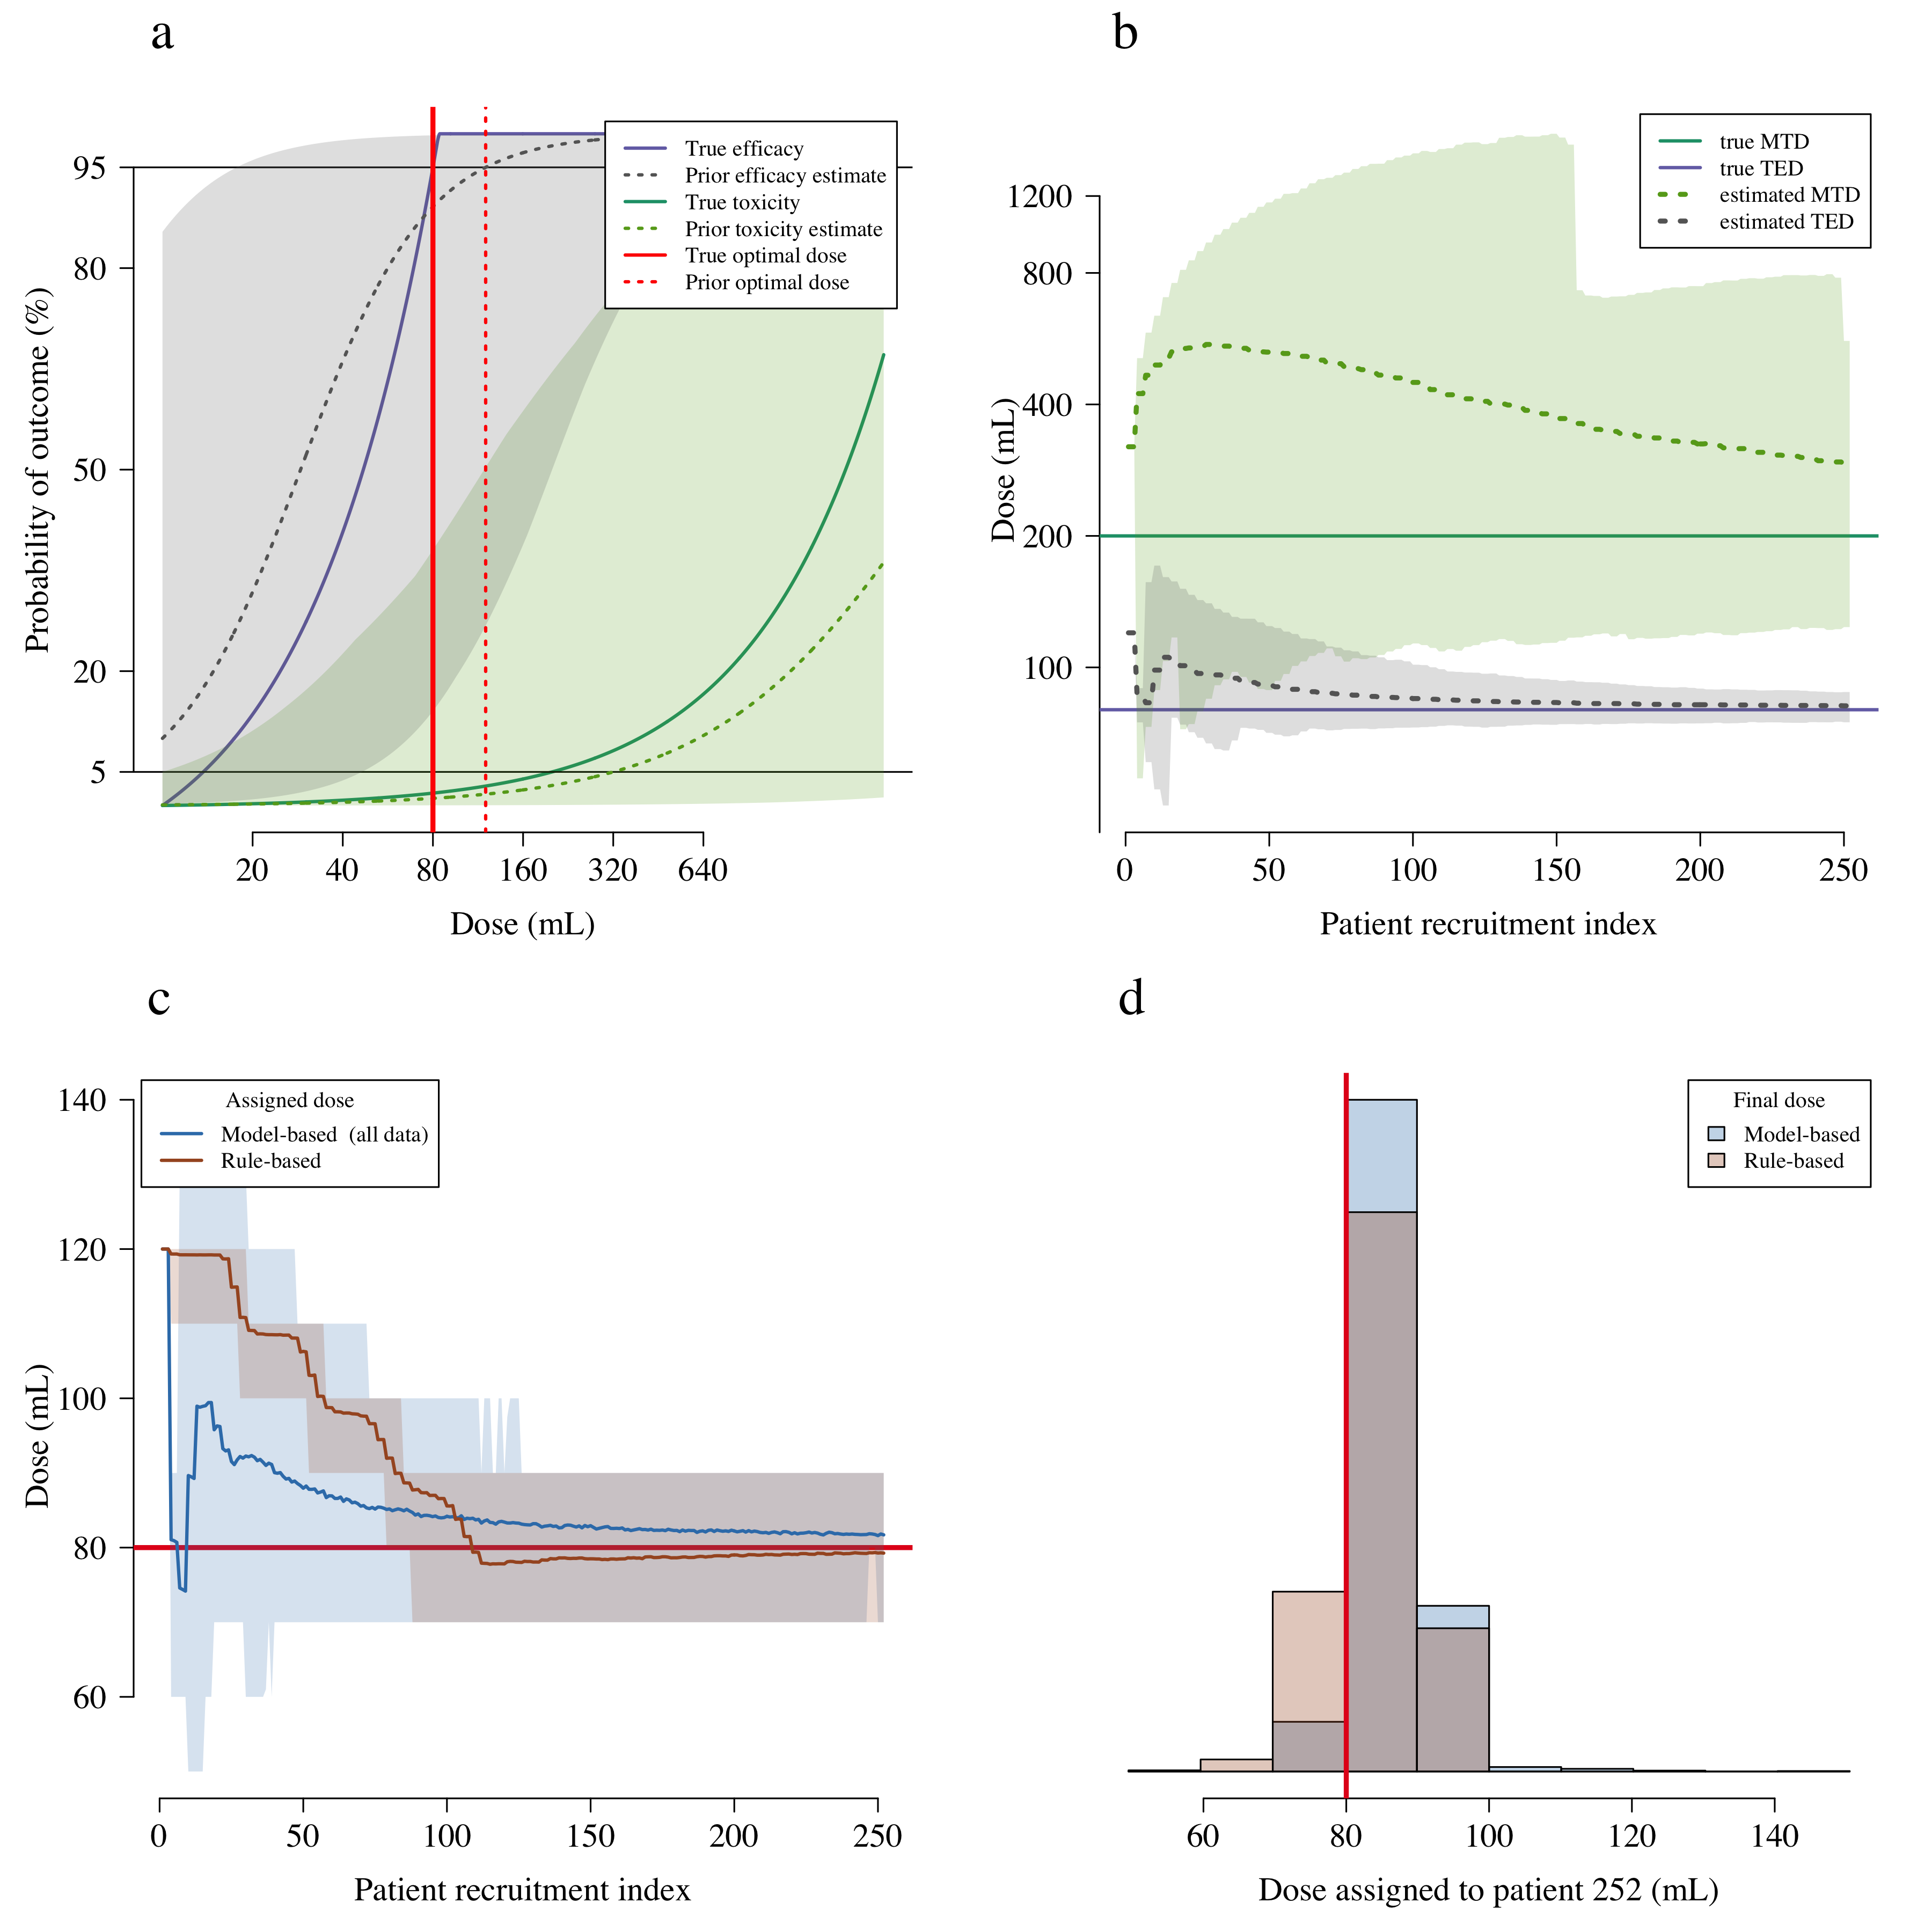 a
Probability of outcome (%)
95
80
50
20
5
True efficacy
Prior efficacy estimate
True toxicity
Prior toxicity estimate
True optimal dose
Prior optimal dose
20 40 80 160 320 640
Dose (mL)
b
Dose (mL)
1200
800
400
200
100
true MTD
true TED
estimated MTD
estimated TED
0 50 100 150 200 250
Patient recruitment index
c
Dose (mL)
140
120
100
80
60
Assigned dose
Model-based (all data)
Rule-based
0 50 100 150 200 250
Patient recruitment index
d
Final dose
Model-based
Rule-based
60 80 100 120 140
Dose assigned to patient 252 (mL)